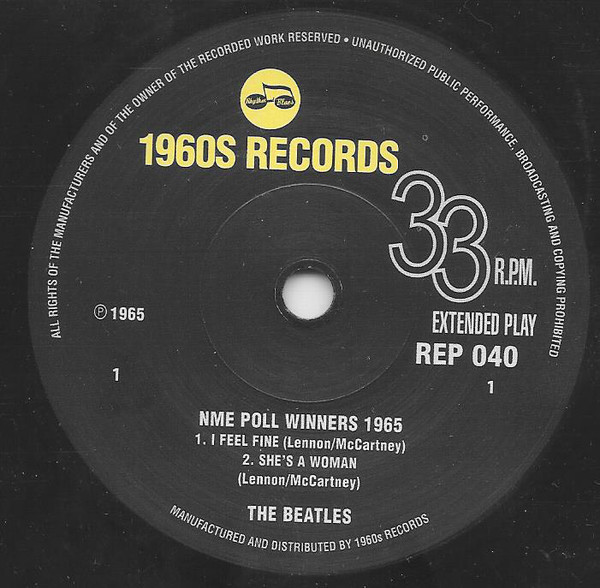 ALL RIGHTS OF THE MANUFACTURERS AND OF THE OWNER OF THE RECORDED WORK RESERVED • UNAUTHORIZED PUBLIC PERFORMANCE, BROADCASTING AND COPYING PROHIBITED
Rhythm and Blues
1960S RECORDS
33 R.P.M.
EXTENDED PLAY
℗ 1965
REP 040
1
1
NME POLL WINNERS 1965
1. I FEEL FINE (Lennon/McCartney)
2. SHE'S A WOMAN
(Lennon/McCartney)
THE BEATLES
MANUFACTURED AND DISTRIBUTED BY 1960s RECORDS